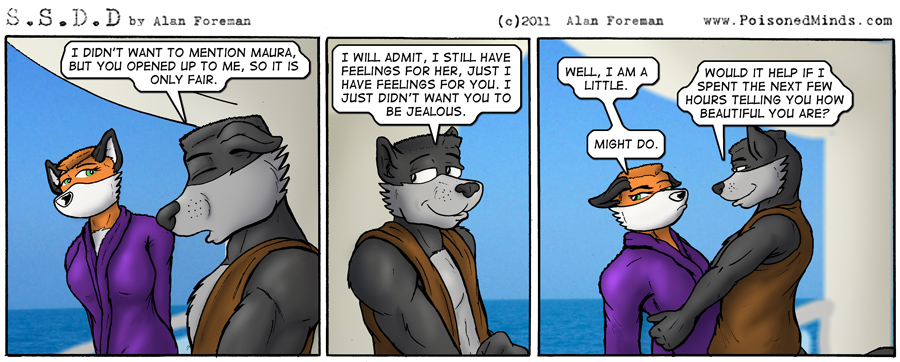 S.S.D.D by Alan Foreman
(c)2011 Alan Foreman
www.PoisonedMinds.com
I DIDN'T WANT TO MENTION MAURA,
BUT YOU OPENED UP TO ME, SO IT IS
ONLY FAIR.
I WILL ADMIT, I STILL HAVE
FEELINGS FOR HER, JUST I
HAVE FEELINGS FOR YOU. I
JUST DIDN'T WANT YOU TO
BE JEALOUS.
WELL, I AM A
LITTLE.
WOULD IT HELP IF I
SPENT THE NEXT FEW
HOURS TELLING YOU HOW
BEAUTIFUL YOU ARE?
MIGHT DO.